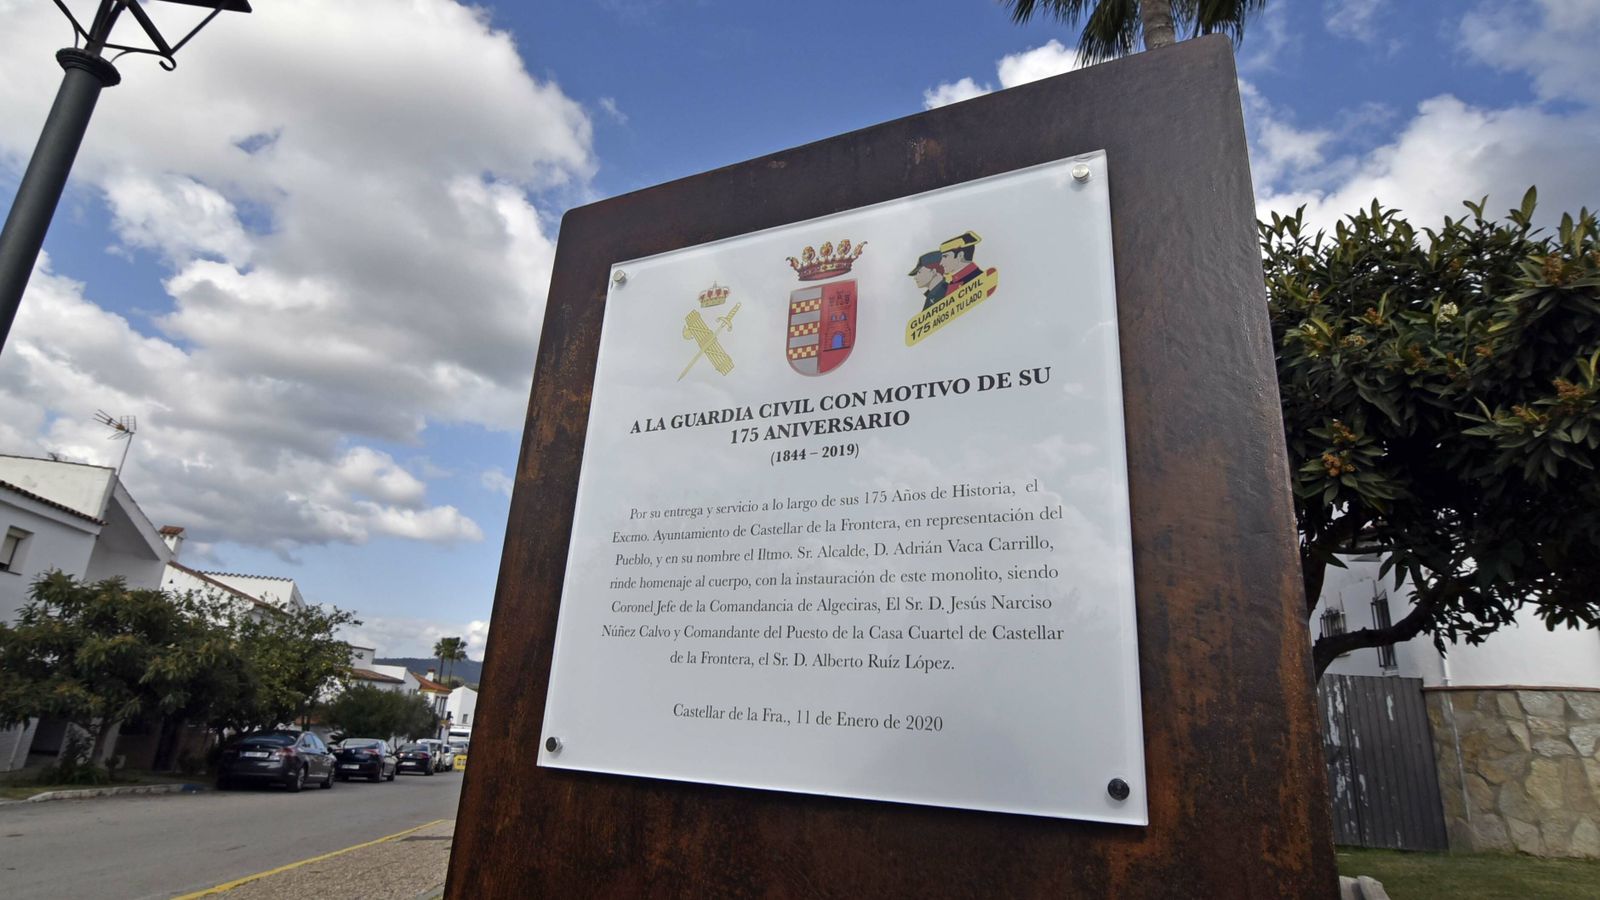 GUARDIA CIVIL
175 AÑOS A TU LADO
A LA GUARDIA CIVIL CON MOTIVO DE SU
175 ANIVERSARIO
(1844 – 2019)
Por su entrega y servicio a lo largo de sus 175 Años de Historia, el
Excmo. Ayuntamiento de Castellar de la Frontera, en representación del
Pueblo, y en su nombre el Iltmo. Sr. Alcalde, D. Adrián Vaca Carrillo,
rinde homenaje al cuerpo, con la instauración de este monolito, siendo
Coronel Jefe de la Comandancia de Algeciras, El Sr. D. Jesús Narciso
Núñez Calvo y Comandante del Puesto de la Casa Cuartel de Castellar
de la Frontera, el Sr. D. Alberto Ruíz López.
Castellar de la Fra., 11 de Enero de 2020